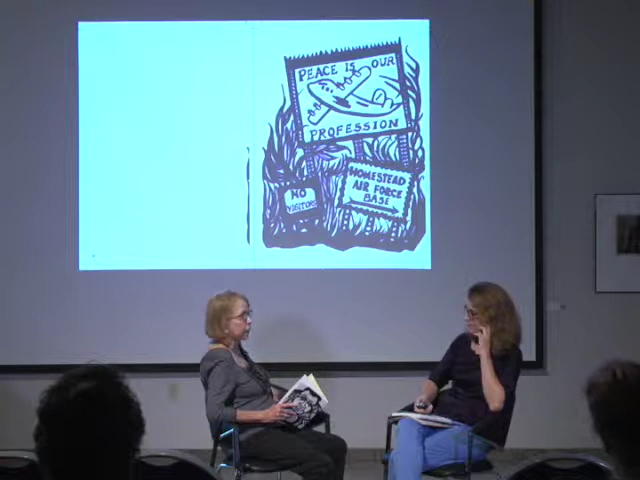 PEACE IS OUR
PROFESSION
HOMESTEAD
AIR FORCE
BASE
NO
VISITORS